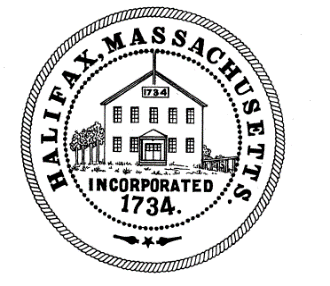 HALIFAX, MASSACHUSETTS.
1734
INCORPORATED
1734.